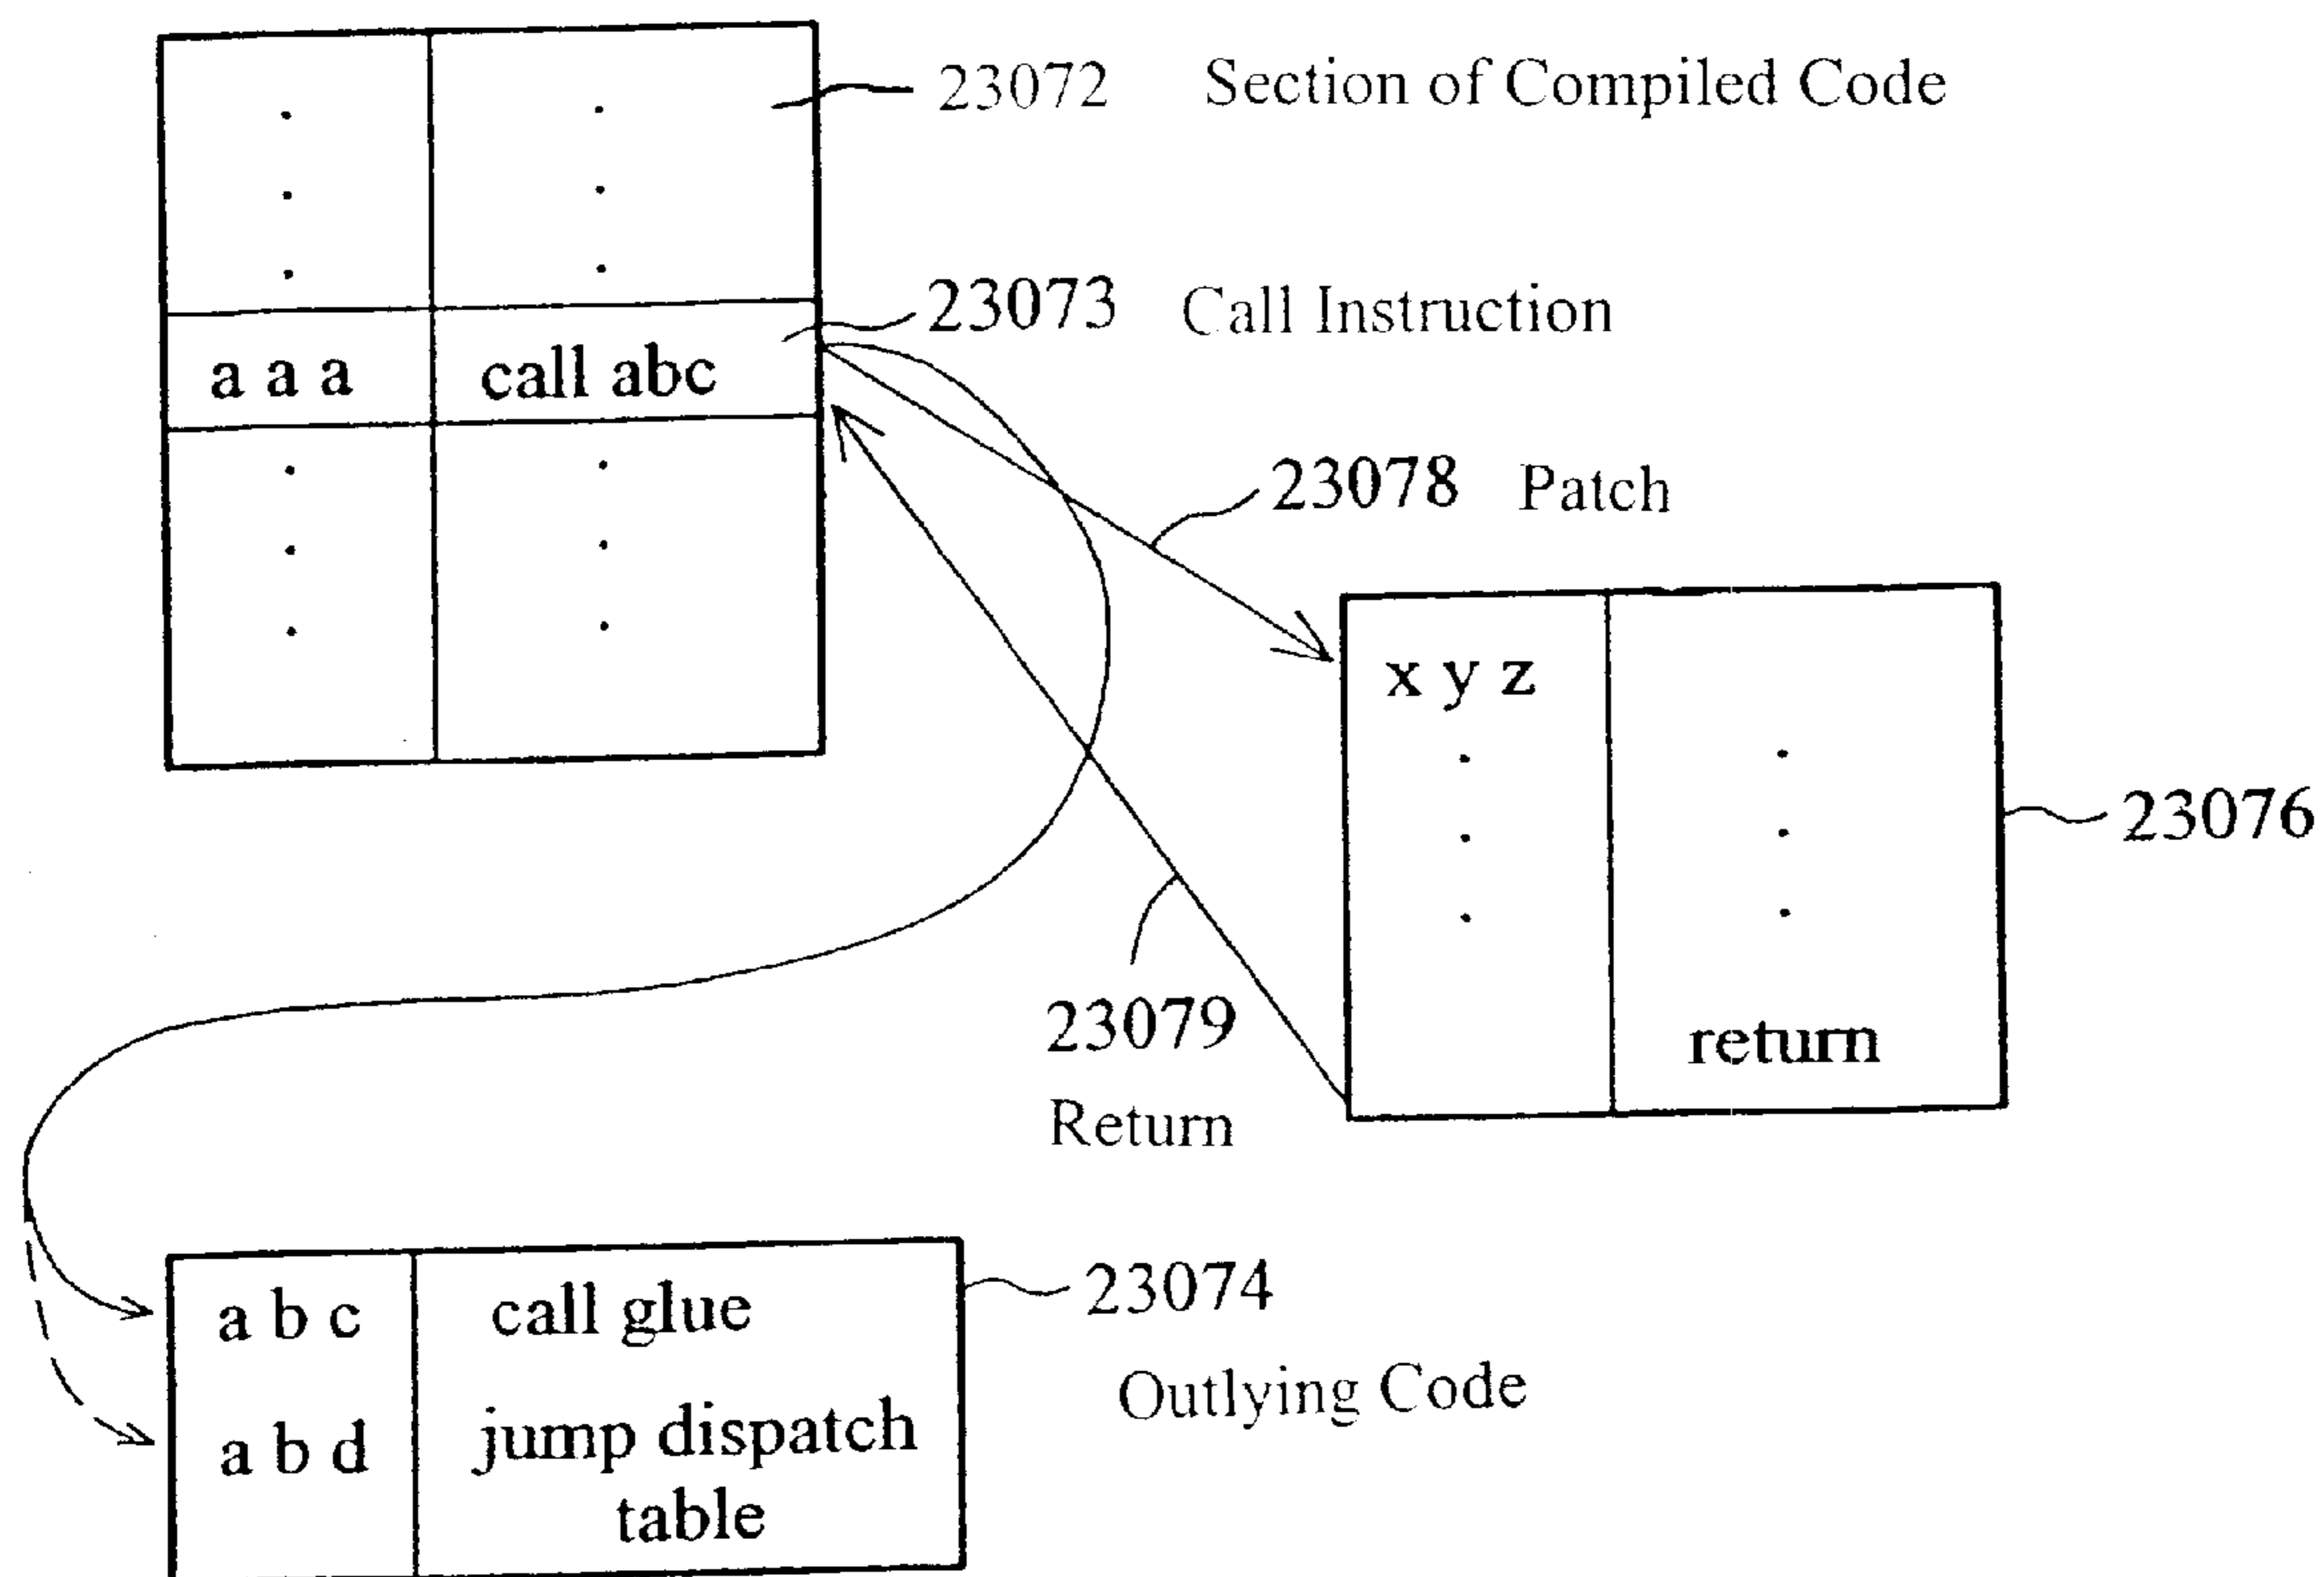 23072 Section of Compiled Code
23073 Call Instruction
a a a call abc
23078 Patch
x y z
23076
23079
return
Return
a b c call glue
23074
Outlying Code
a b d jump dispatch
table